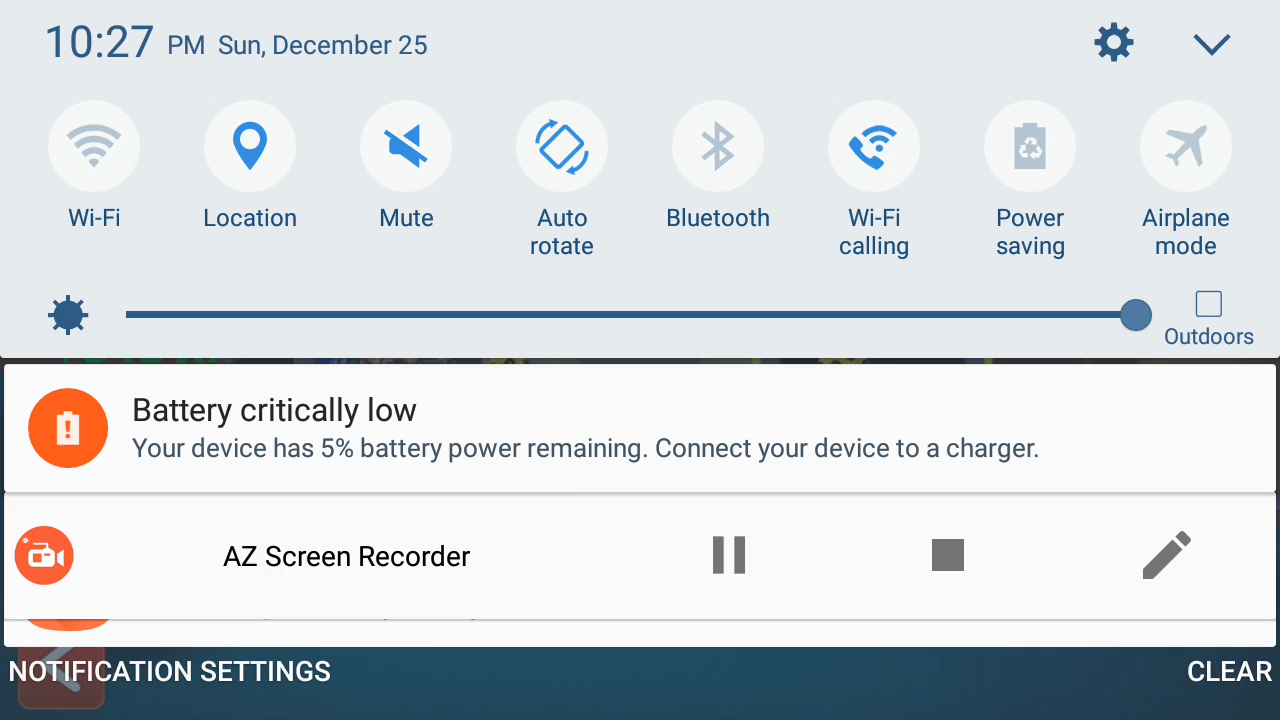 10:27 PM Sun, December 25
Wi-Fi
Location
Mute
Auto
rotate
Bluetooth
Wi-Fi
calling
Power
saving
Airplane
mode
Outdoors
Battery critically low
Your device has 5% battery power remaining. Connect your device to a charger.
AZ Screen Recorder
NOTIFICATION SETTINGS
CLEAR